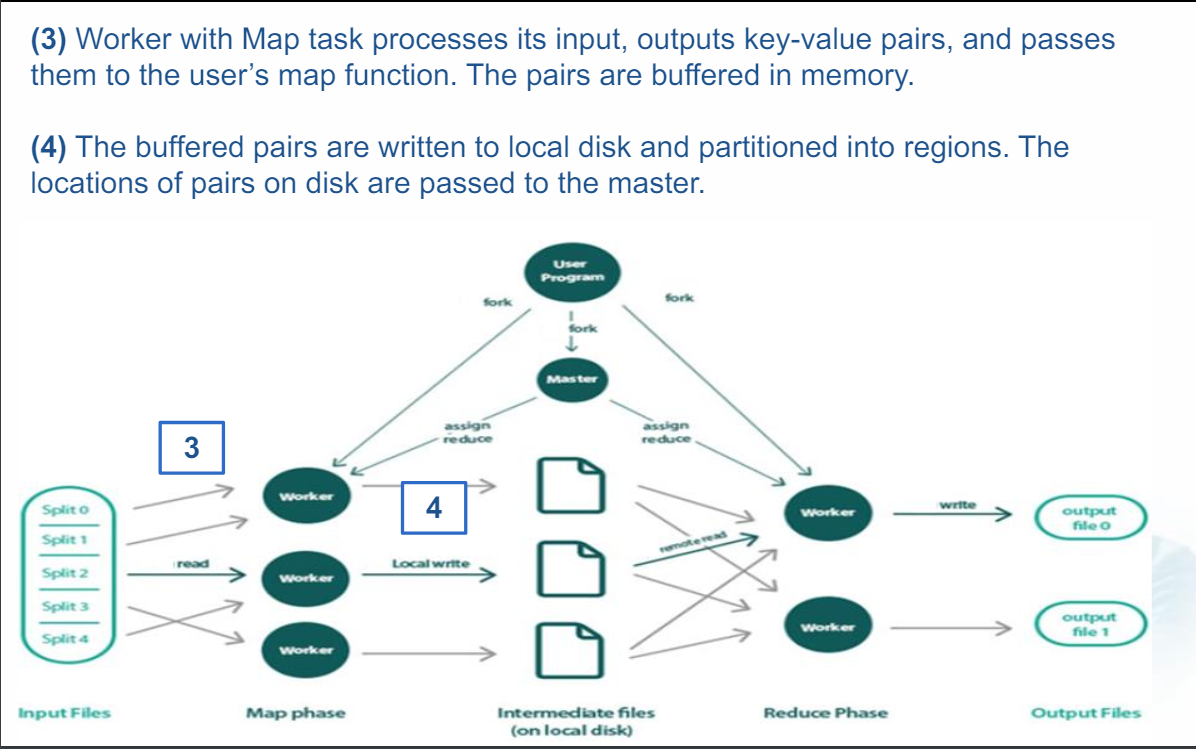 (3) Worker with Map task processes its input, outputs key-value pairs, and passes
them to the user’s map function. The pairs are buffered in memory.
(4) The buffered pairs are written to local disk and partitioned into regions. The
locations of pairs on disk are passed to the master.
User
Program
fork
fork
fork
Master
assign
reduce
assign
reduce
3
4
Split 0
Split 1
Split 2
Split 3
Split 4
read
Worker
Worker
Worker
Local write
remote read
Worker
Worker
write
output
file 0
output
file 1
Input Files
Map phase
Intermediate files
(on local disk)
Reduce Phase
Output Files